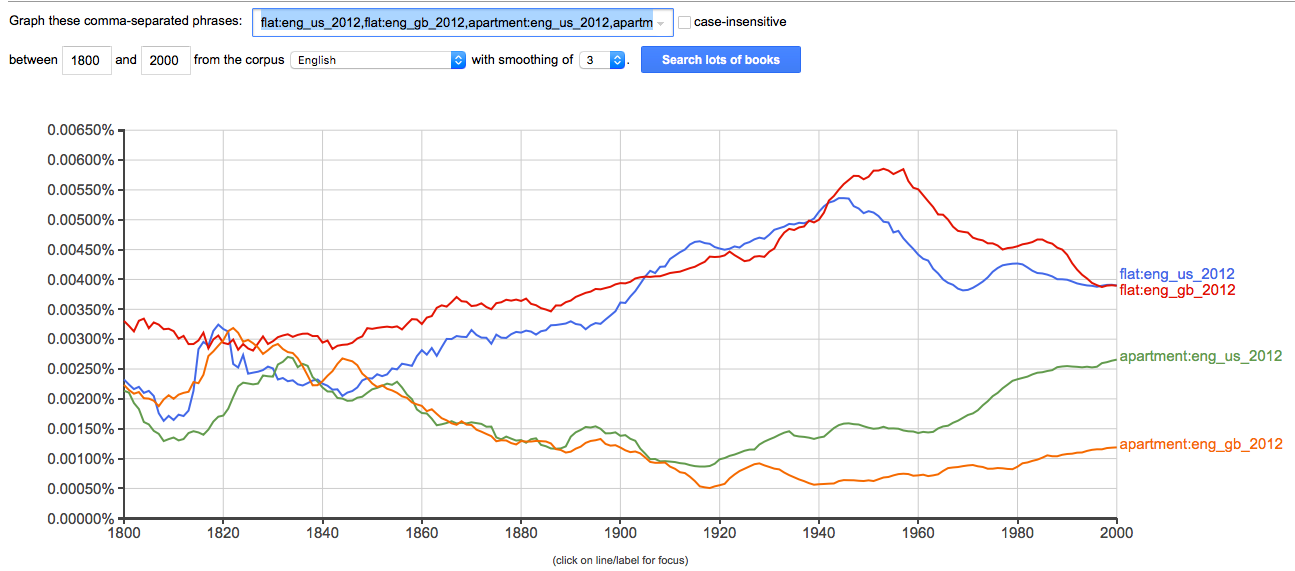 Graph these comma-separated phrases: flat:eng_us_2012,flat:eng_gb_2012,apartment:eng_us_2012,apartm case-insensitive
between 1800 and 2000 from the corpus English with smoothing of 3 . Search lots of books
0.00650%
0.00600%
0.00550%
0.00500%
0.00450%
0.00400%
0.00350%
0.00300%
0.00250%
0.00200%
0.00150%
0.00100%
0.00050%
0.00000%
flat:eng_us_2012
flat:eng_gb_2012
apartment:eng_us_2012
apartment:eng_gb_2012
1800 1820 1840 1860 1880 1900 1920 1940 1960 1980 2000
(click on line/label for focus)